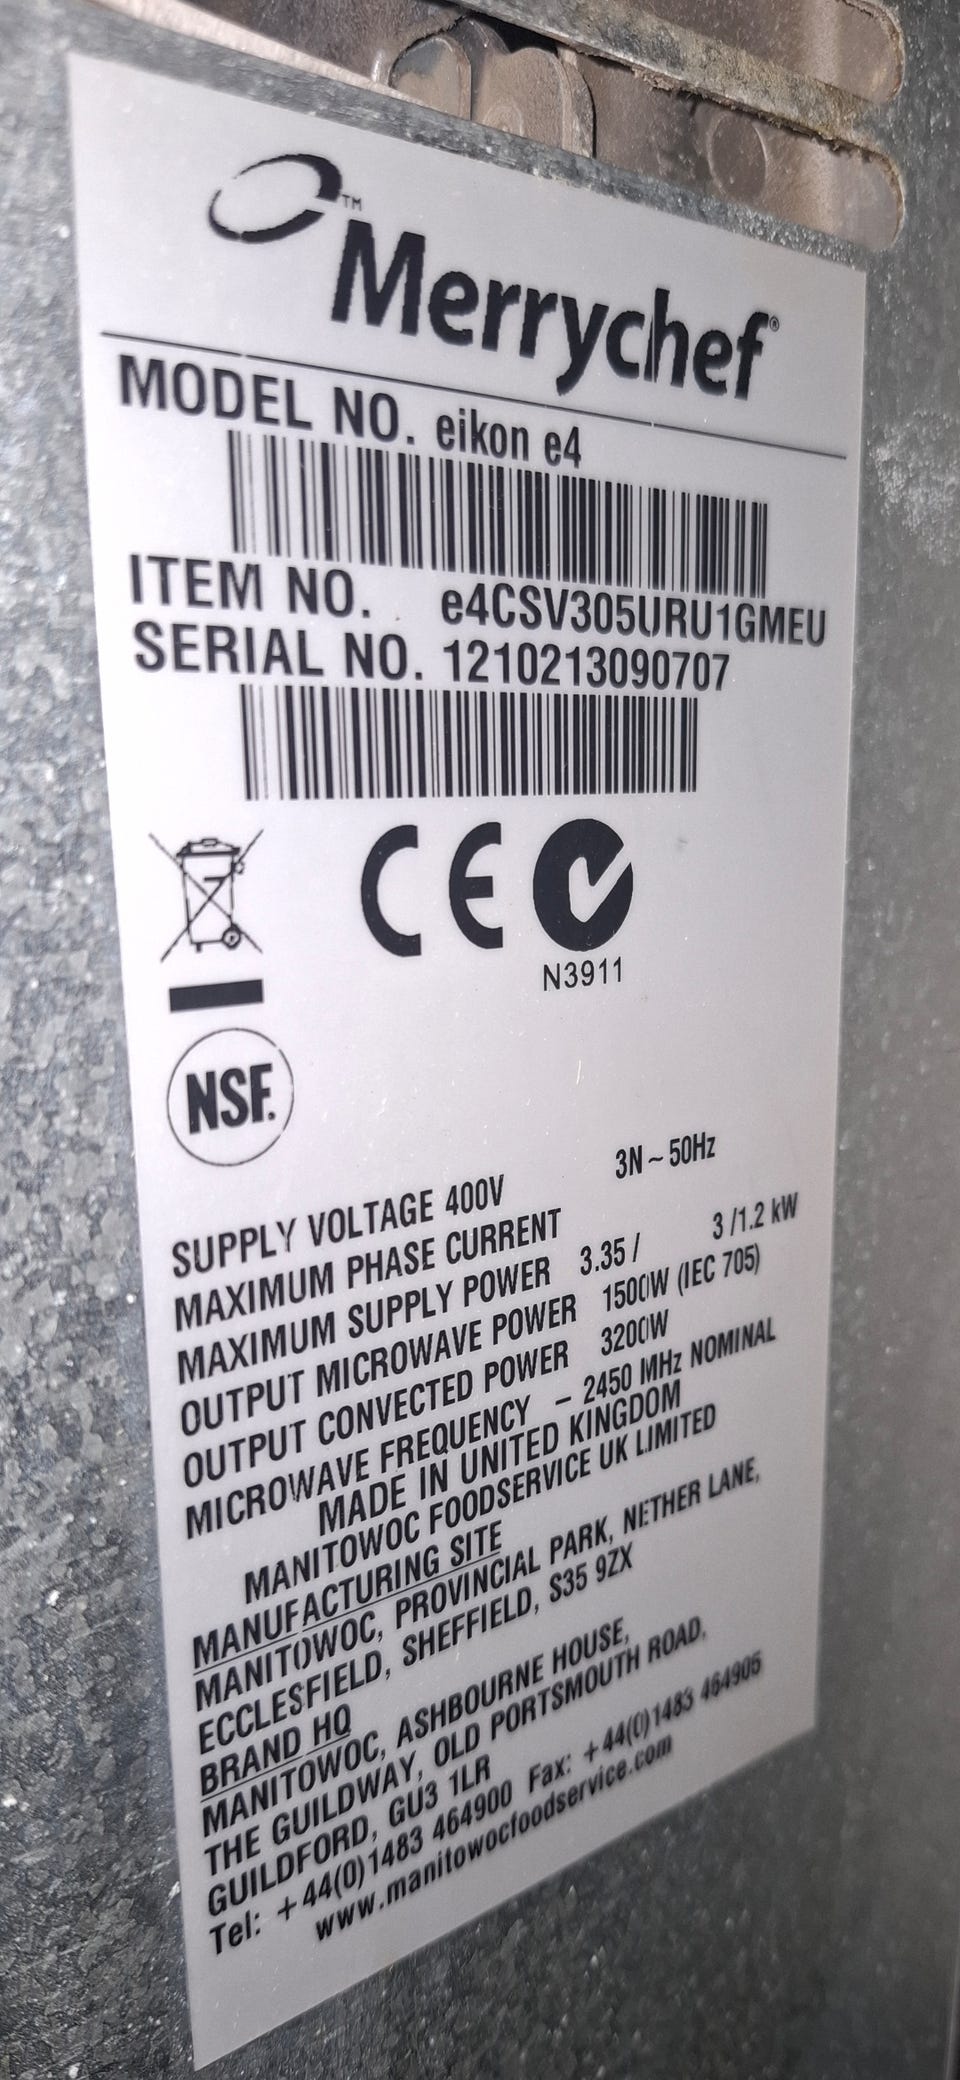 ™
Merrychef®
MODEL NO. eikon e4
ITEM NO. e4CSV305URU1GMEU
SERIAL NO. 1210213090707
CE
N3911
NSF.
SUPPLY VOLTAGE 400V 3N ~ 50Hz
MAXIMUM PHASE CURRENT
MAXIMUM SUPPLY POWER 3.35 / 3 /1.2 kW
OUTPUT MICROWAVE POWER 1500W (IEC 705)
OUTPUT CONVECTED POWER 3200W
MICROWAVE FREQUENCY – 2450 MHz NOMINAL
MADE IN UNITED KINGDOM
MANITOWOC FOODSERVICE UK LIMITED
MANUFACTURING SITE
MANITOWOC, PROVINCIAL PARK, NETHER LANE,
ECCLESFIELD, SHEFFIELD, S35 9ZX
BRAND HQ
MANITOWOC, ASHBOURNE HOUSE,
THE GUILDWAY, OLD PORTSMOUTH ROAD,
GUILDFORD, GU3 1LR
Tel: +44(0)1483 464900 Fax: +44(0)1483 464905
www.manitowocfoodservice.com